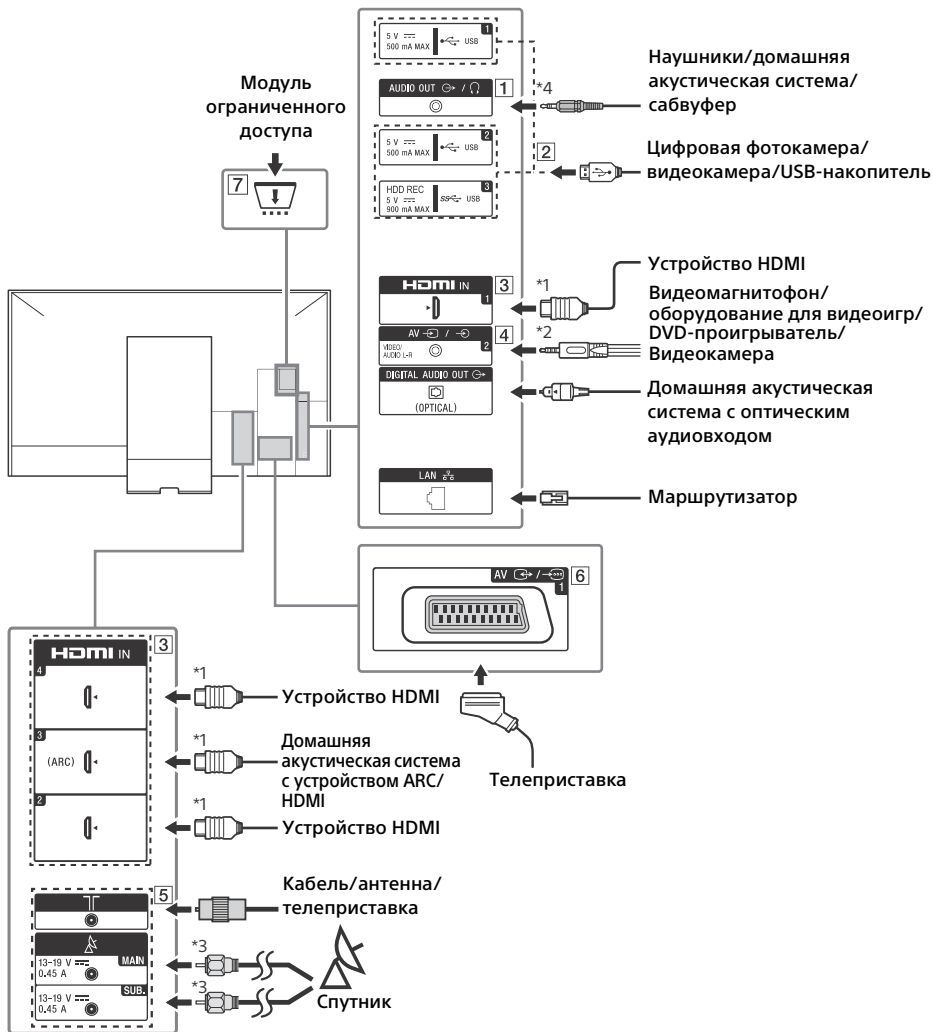 5 V
500 mA MAX
USB
1
AUDIO OUT
/
1
*4
Наушники/домашняя
акустическая система/
сабвуфер
Модуль
ограниченного
доступа
7
5 V
500 mA MAX
USB
2
2
Цифровая фотокамера/
видеокамера/USB-накопитель
HDD REC
5 V
900 mA MAX
SS
USB
3
HDMI IN
1
3
*1
Устройство HDMI
AV
/
VIDEO/
AUDIO L-R
2
4
*2
Видеомагнитофон/
оборудование для видеоигр/
DVD-проигрыватель/
Видеокамера
DIGITAL AUDIO OUT
(OPTICAL)
Домашняя акустическая
система с оптическим
аудиовходом
LAN
Маршрутизатор
AV
/
1
6
Телеприставка
HDMI IN
3
4
*1
Устройство HDMI
3
(ARC)
*1
Домашняя
акустическая система
с устройством ARC/
HDMI
2
*1
Устройство HDMI
5
Кабель/антенна/
телеприставка
13-19 V
0.45 A
MAIN
*3
13-19 V
0.45 A
SUB.
*3
Спутник